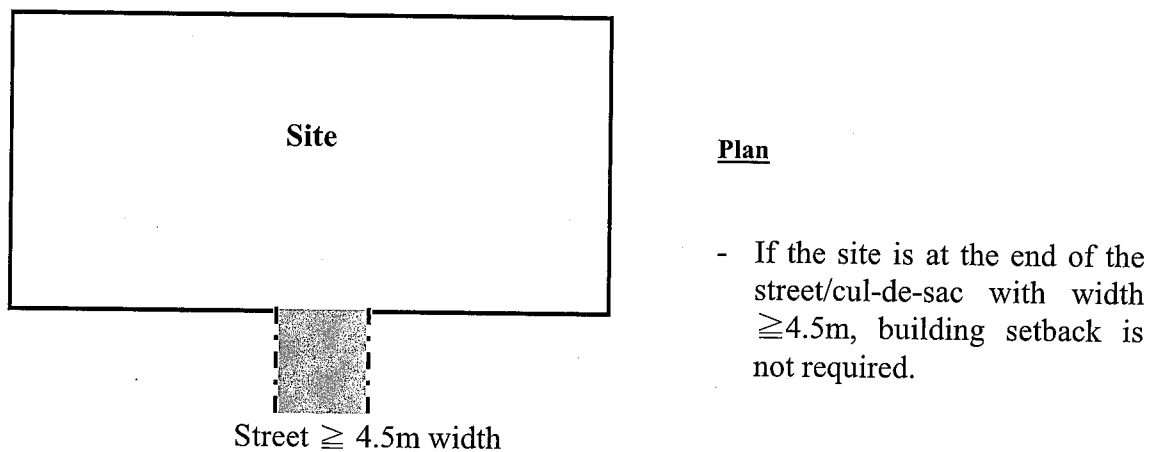 Site
Plan
- If the site is at the end of the
street/cul-de-sac with width
≧4.5m, building setback is
not required.
Street ≧ 4.5m width